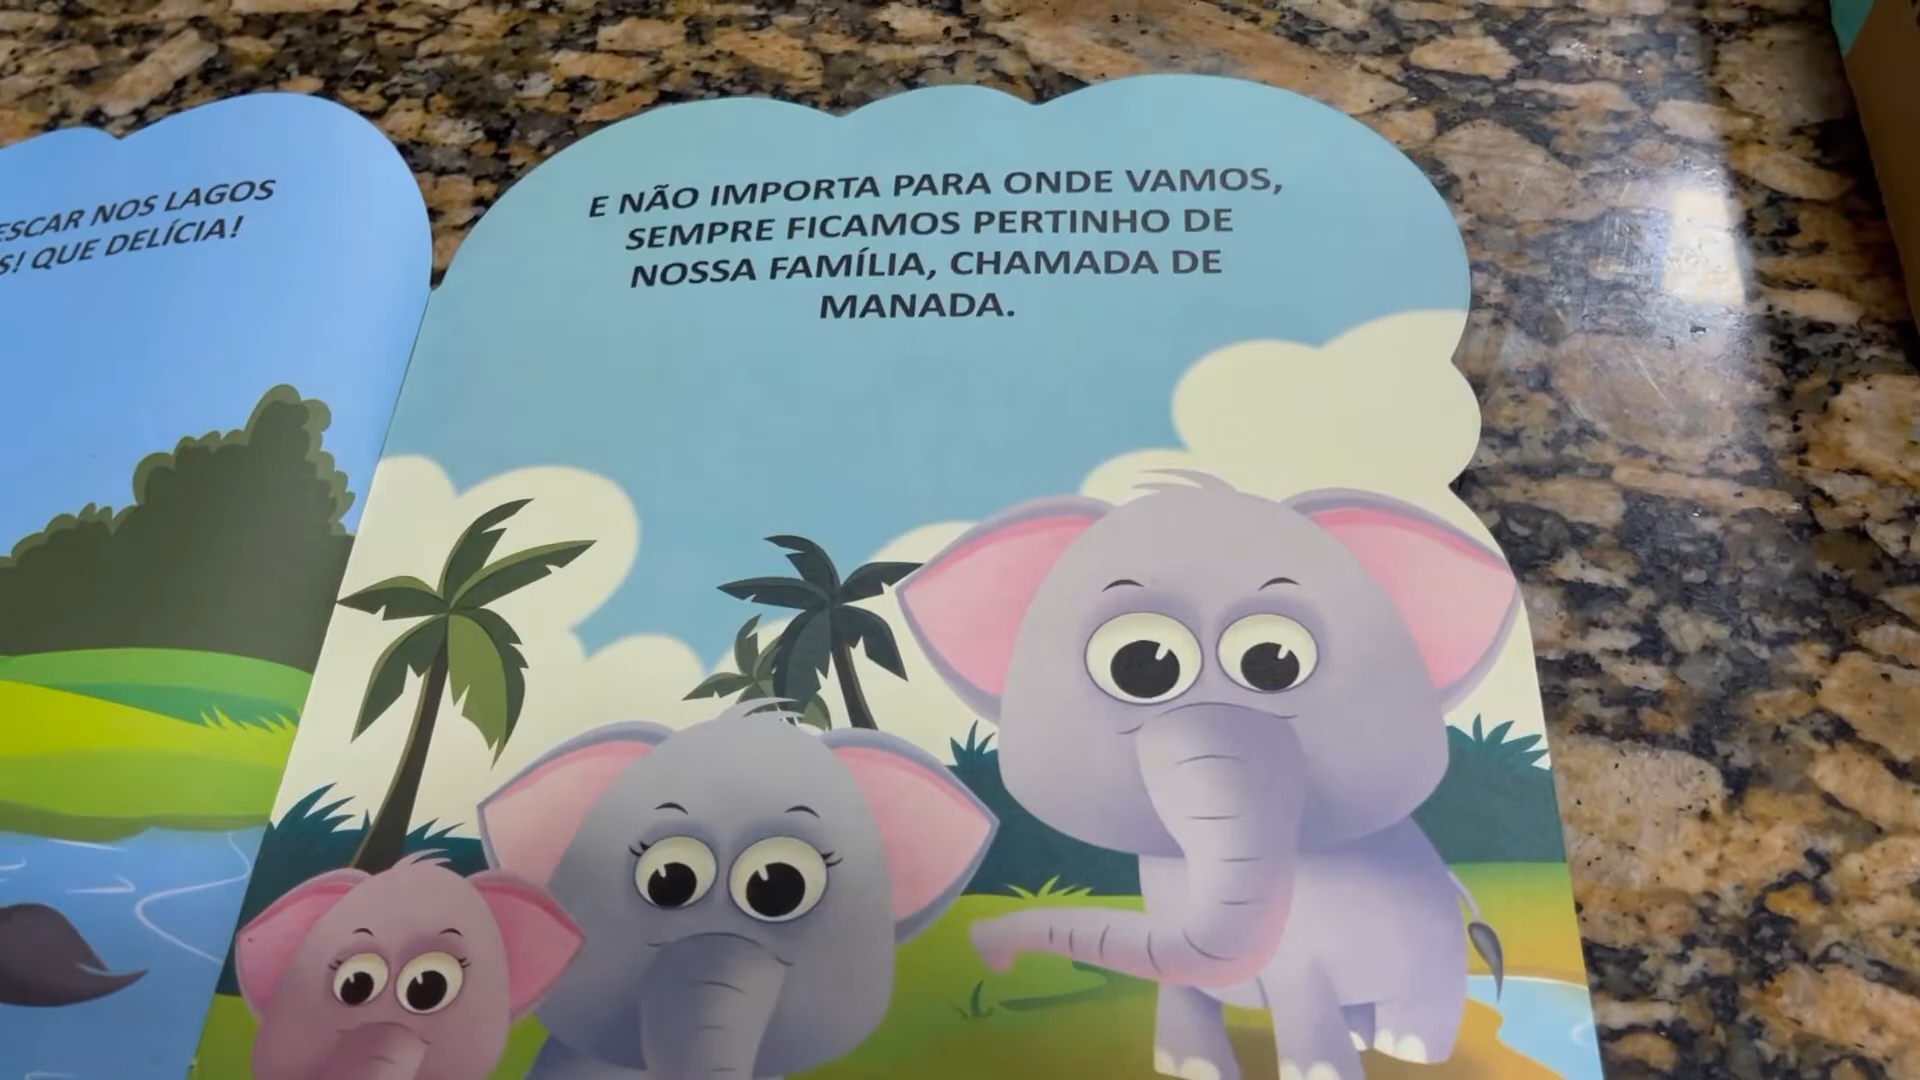 ESCAR NOS LAGOS
S! QUE DELÍCIA!
E NÃO IMPORTA PARA ONDE VAMOS,
SEMPRE FICAMOS PERTINHO DE
NOSSA FAMÍLIA, CHAMADA DE
MANADA.